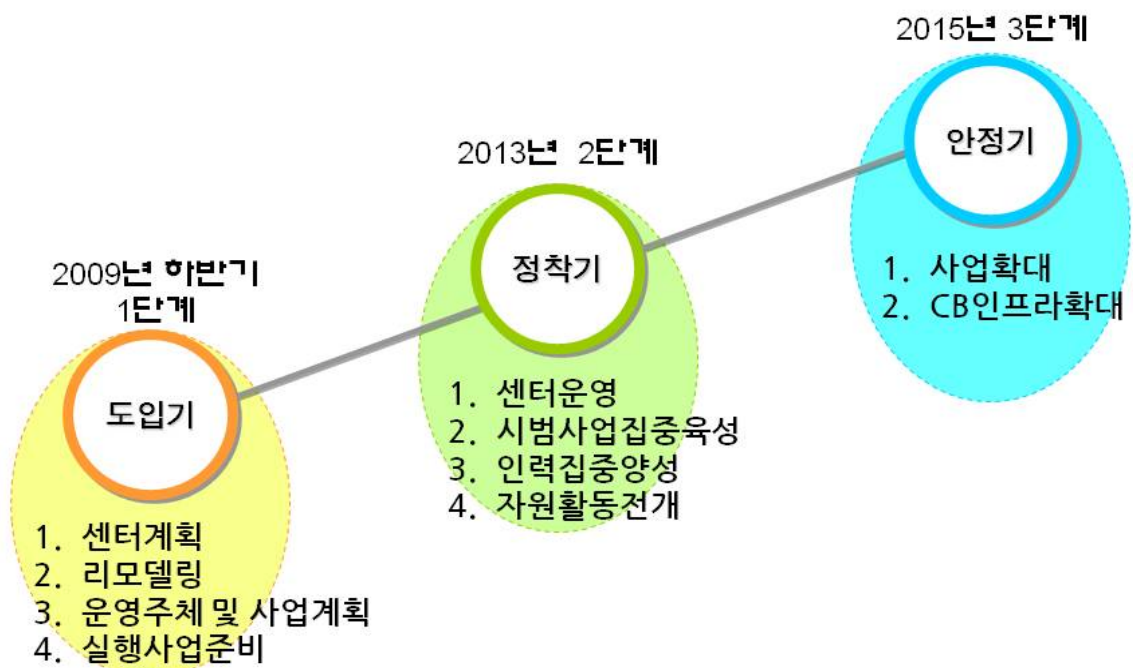 2009년 하반기
1단계
도입기
1. 센터계획
2. 리모델링
3. 운영주체 및 사업계획
4. 실행사업준비
2013년 2단계
정착기
1. 센터운영
2. 시범사업집중육성
3. 인력집중양성
4. 자원활동전개
2015년 3단계
안정기
1. 사업확대
2. CB인프라확대